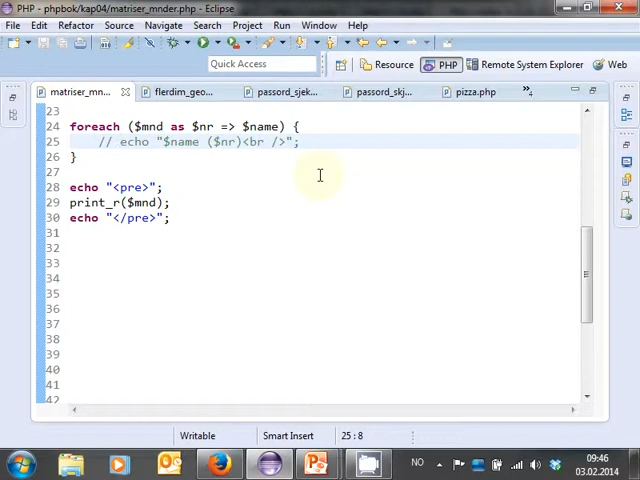 PHP - phpbok/kap04/matriser_mnder.php - Eclipse
File Edit Refactor Source Navigate Search Project Run Window Help
Quick Access Resource PHP Remote System Explorer Web
matriser_mn... flerdim_geo... passord_sjek... passord_skj... pizza.php »4
23
24 foreach ($mnd as $nr => $name) {
25 // echo "$name ($nr)<br />";
26 }
27
28 echo "<pre>";
29 print_r($mnd);
30 echo "</pre>";
31
32
33
34
35
36
37
38
39
40
41
42
Writable Smart Insert 25 : 8
NO 09:46
03.02.2014